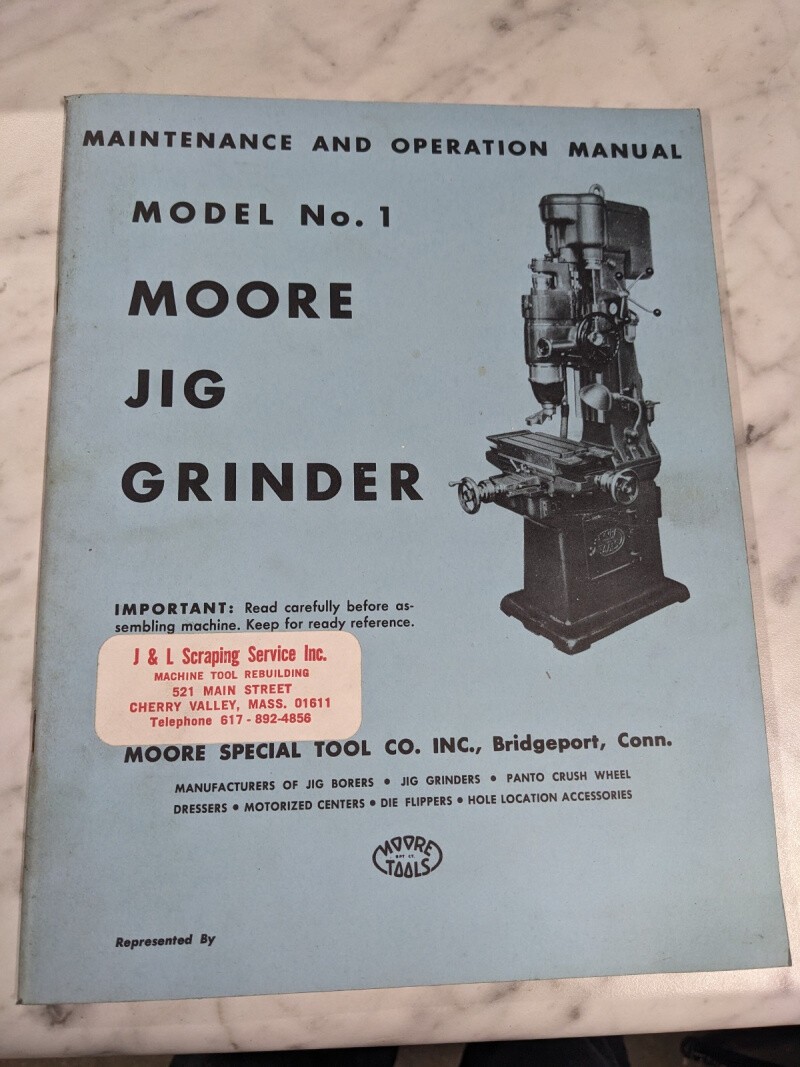 MAINTENANCE AND OPERATION MANUAL
MODEL No. 1
MOORE
JIG
GRINDER
IMPORTANT: Read carefully before as-
sembling machine. Keep for ready reference.
J & L Scraping Service Inc.
MACHINE TOOL REBUILDING
521 MAIN STREET
CHERRY VALLEY, MASS. 01611
Telephone 617 - 892-4856
MOORE SPECIAL TOOL CO. INC., Bridgeport, Conn.
MANUFACTURERS OF JIG BORERS • JIG GRINDERS • PANTO CRUSH WHEEL
DRESSERS • MOTORIZED CENTERS • DIE FLIPPERS • HOLE LOCATION ACCESSORIES
MOORE
BPT CT.
TOOLS
Represented By